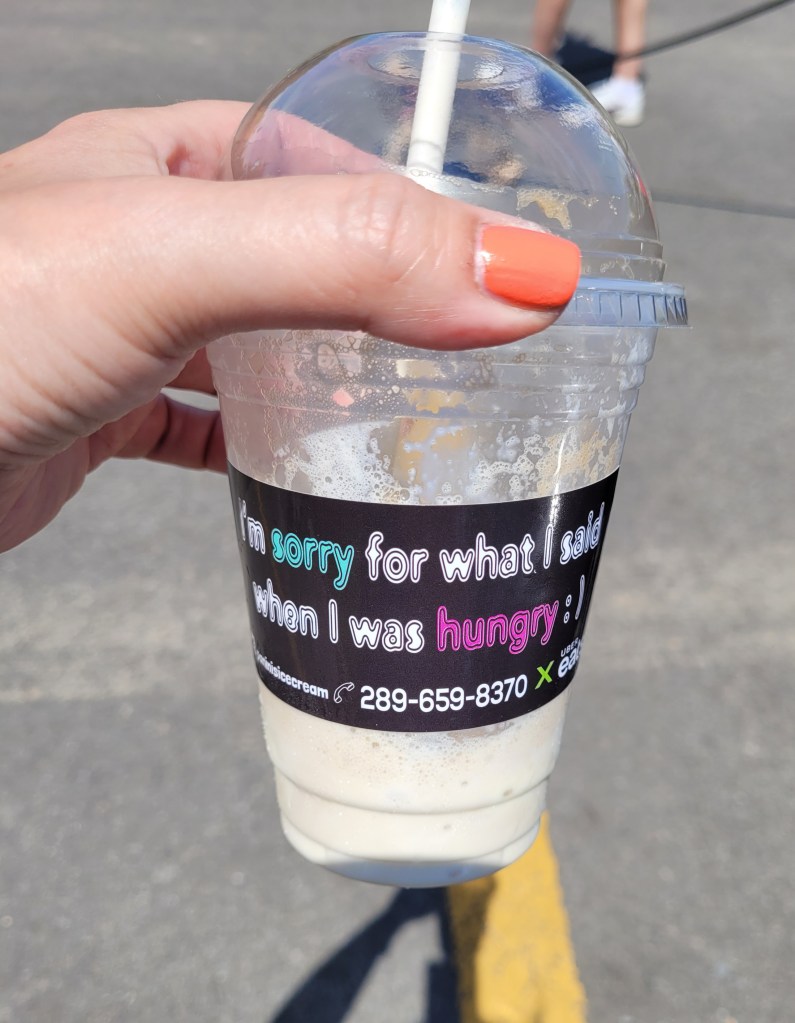 I'm sorry for what I said
when I was hungry :)
289-659-8370 X